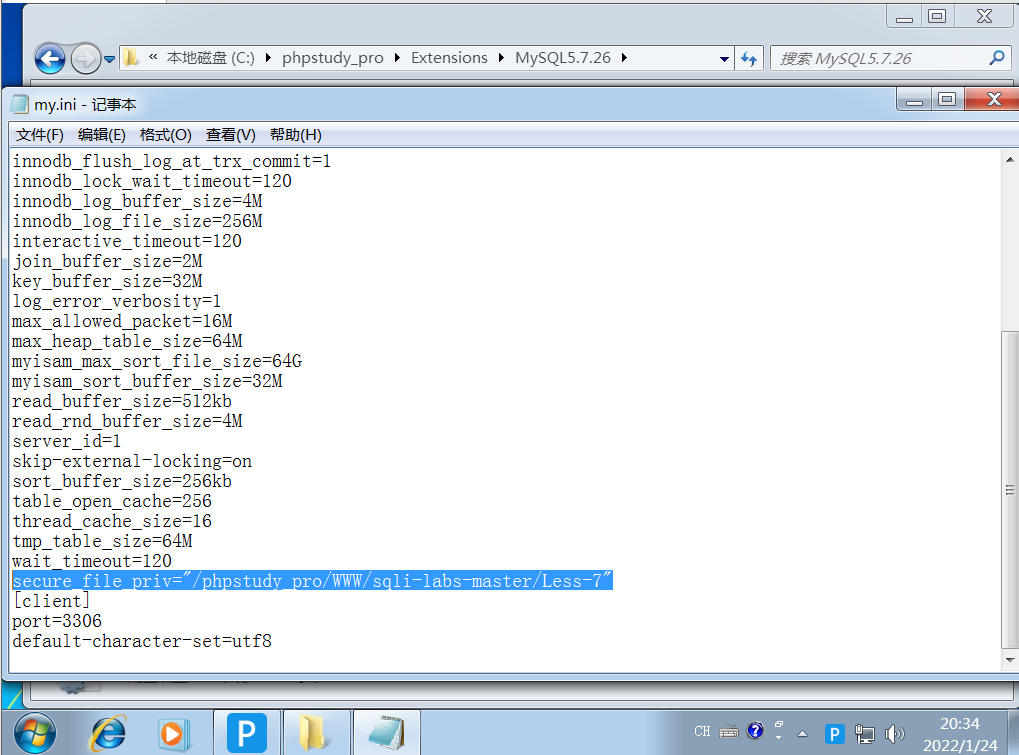 « 本地磁盘 (C:) phpstudy_pro Extensions MySQL5.7.26
搜索 MySQL5.7.26
my.ini - 记事本
文件(F) 编辑(E) 格式(O) 查看(V) 帮助(H)
innodb_flush_log_at_trx_commit=1
innodb_lock_wait_timeout=120
innodb_log_buffer_size=4M
innodb_log_file_size=256M
interactive_timeout=120
join_buffer_size=2M
key_buffer_size=32M
log_error_verbosity=1
max_allowed_packet=16M
max_heap_table_size=64M
myisam_max_sort_file_size=64G
myisam_sort_buffer_size=32M
read_buffer_size=512kb
read_rnd_buffer_size=4M
server_id=1
skip-external-locking=on
sort_buffer_size=256kb
table_open_cache=256
thread_cache_size=16
tmp_table_size=64M
wait_timeout=120
secure_file_priv="/phpstudy_pro/WWW/sqli-labs-master/Less-7"
[client]
port=3306
default-character-set=utf8
P
CH
P
20:34
2022/1/24